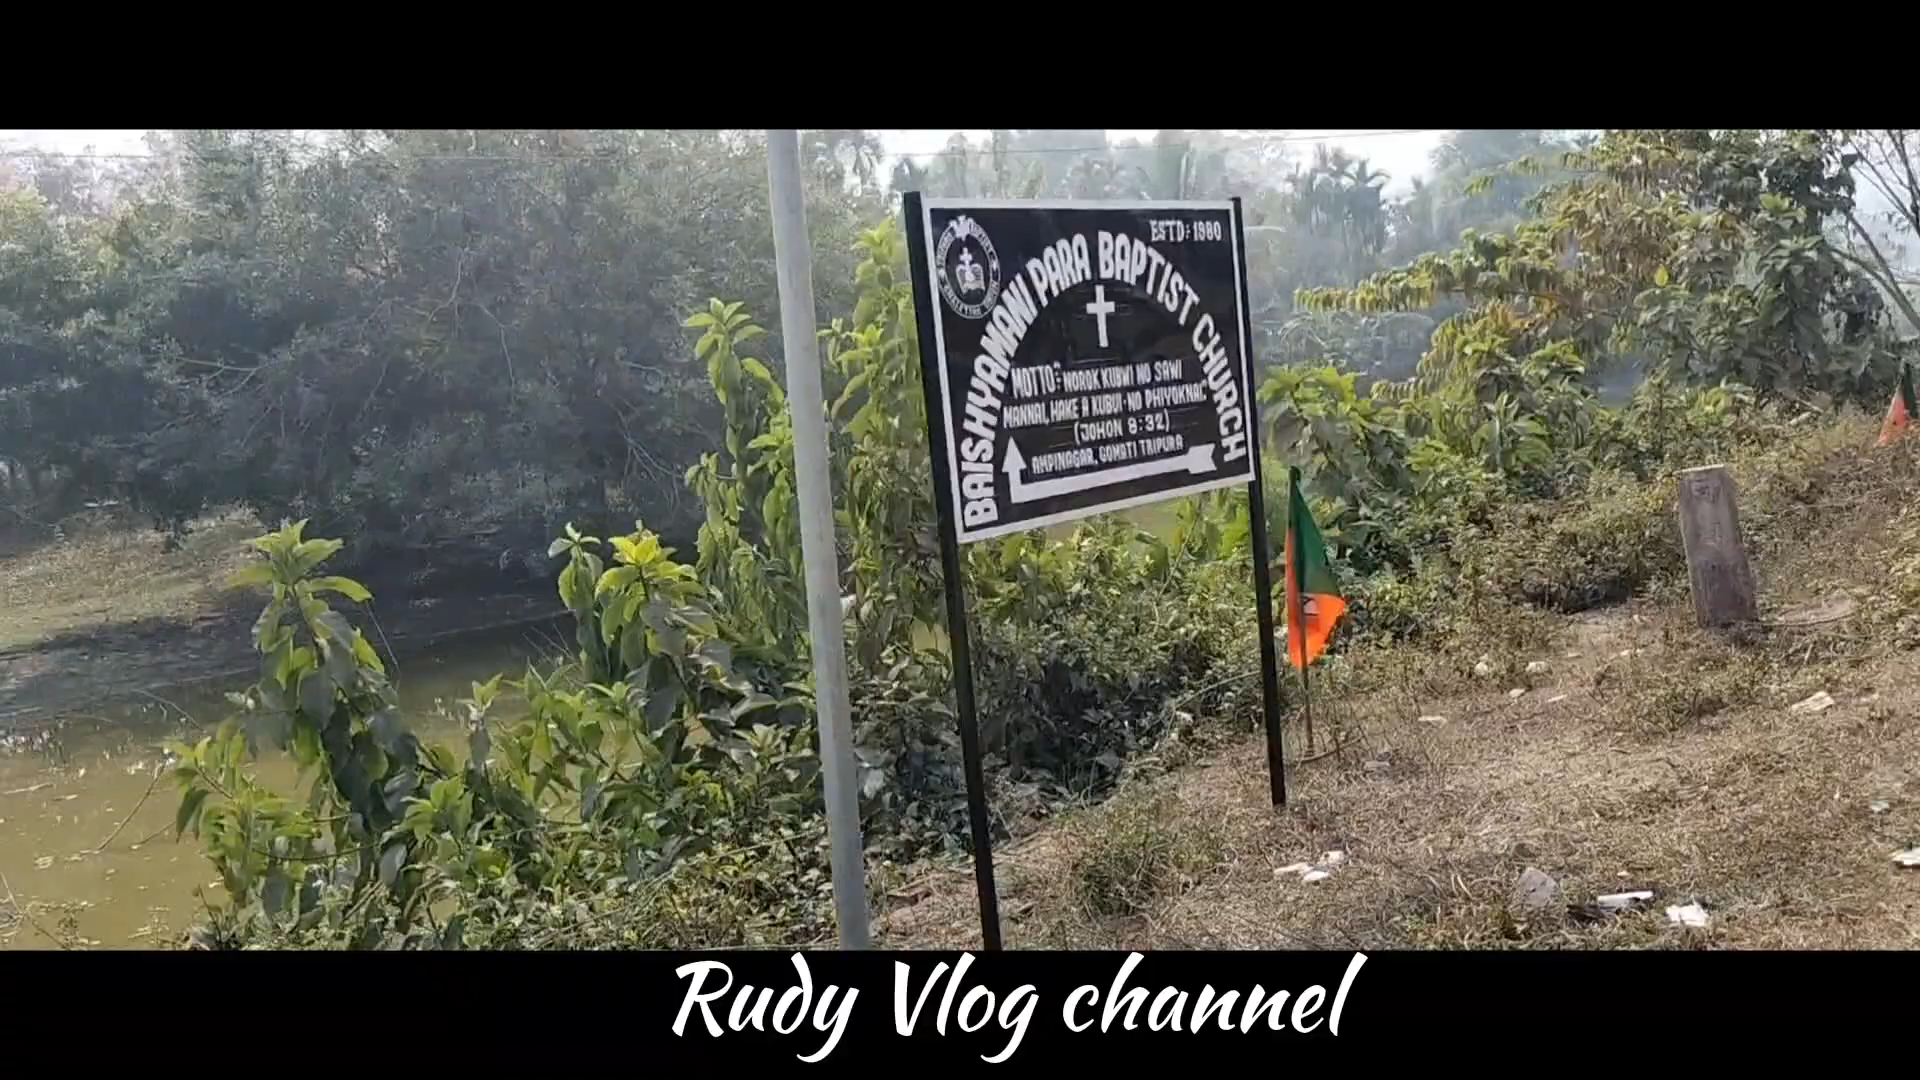 ESTD: 1980
BAISHYAMANI PARA BAPTIST CHURCH
MOTTO: "NOROK KUBWI NO SAWI
MANNAI, HAKE A KUBUI-NO PHIYOKNAI"
(JOHON 8:32)
AMPINAGAR, GOMATI TRIPURA
Rudy Vlog channel